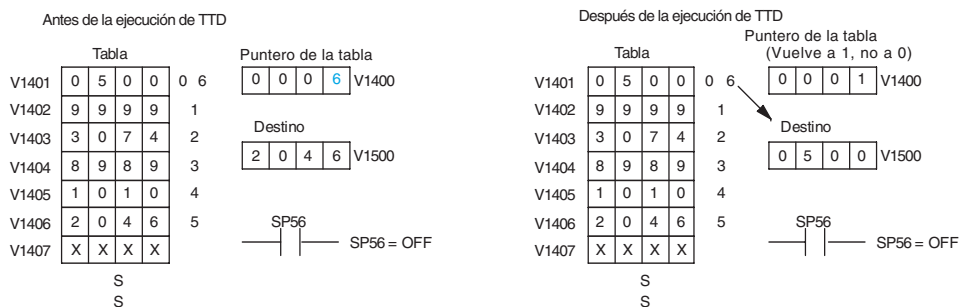 Antes de la ejecución de TTD
Tabla
Puntero de la tabla
V1401 0 5 0 0 0 6
0 0 0 6 V1400
V1402 9 9 9 9 1
V1403 3 0 7 4 2
Destino
V1404 8 9 8 9 3
2 0 4 6 V1500
V1405 1 0 1 0 4
V1406 2 0 4 6 5
V1407 X X X X
SP56
SP56 = OFF
S
S
Después de la ejecución de TTD
Tabla
Puntero de la tabla
(Vuelve a 1, no a 0)
V1401 0 5 0 0 0 6
0 0 0 1 V1400
V1402 9 9 9 9 1
V1403 3 0 7 4 2
Destino
V1404 8 9 8 9 3
0 5 0 0 V1500
V1405 1 0 1 0 4
V1406 2 0 4 6 5
V1407 X X X X
SP56
SP56 = OFF
S
S